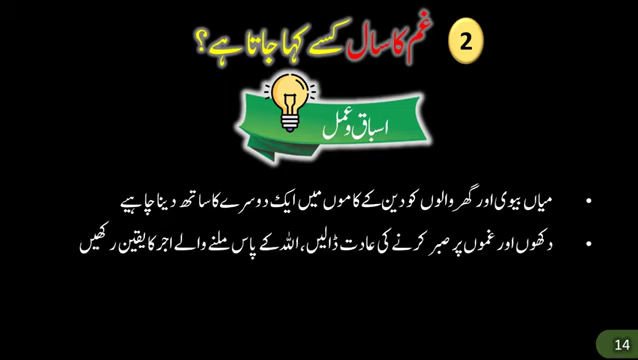 2 غم کا سال کسے کہا جاتا ہے؟
اسباق و عمل
• میاں بیوی اور گھر والوں کو دین کے کاموں میں ایک دوسرے کا ساتھ دینا چاہیے
• دکھوں اور غموں پر صبر کرنے کی عادت ڈالیں، اللہ کے پاس ملنے والے اجر کا یقین رکھیں
14